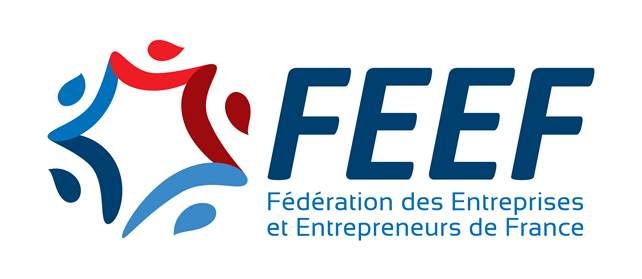 FEEF
Fédération des Entreprises
et Entrepreneurs de France